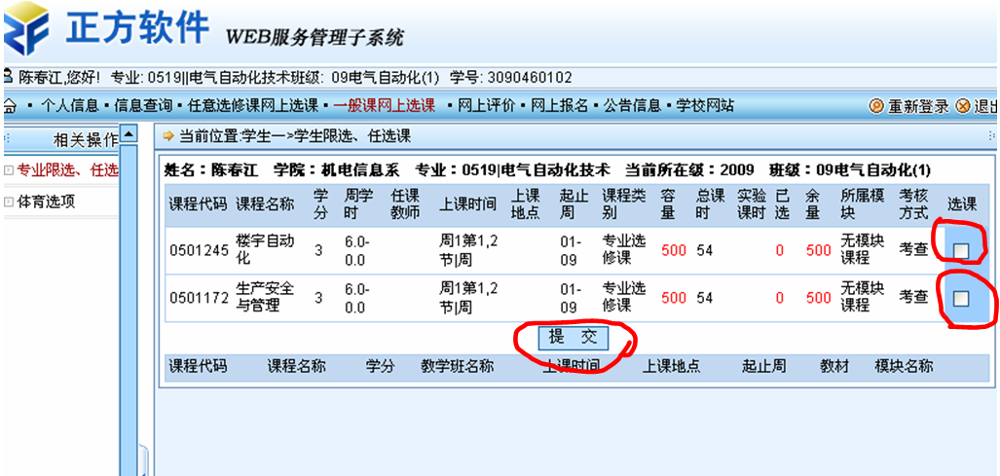 正方软件 WEB服务管理子系统
陈春江,您好! 专业: 0519||电气自动化技术班级: 09电气自动化(1) 学号: 3090460102
· 个人信息 · 信息查询 · 任意选修课网上选课 · 一般课网上选课 · 网上评价 · 网上报名 · 公告信息 · 学校网站 重新登录 退出
相关操作
专业限选、任选
体育选项
当前位置:学生—>学生限选、任选课
姓名：陈春江 学院：机电信息系 专业：0519|电气自动化技术 当前所在级：2009 班级：09电气自动化(1)
课程代码 课程名称 学分 周学时 任课教师 上课时间 上课地点 起止周 课程类别 容量 总课时 实验课时 已选 余量 所属模块 考核方式 选课
0501245 楼宇自动化 3 6.0-0.0 周1第1,2节|周 01-09 专业选修课 500 54 0 500 无模块课程 考查
0501172 生产安全与管理 3 6.0-0.0 周1第1,2节|周 01-09 专业选修课 500 54 0 500 无模块课程 考查
提 交
课程代码 课程名称 学分 教学班名称 上课时间 上课地点 起止周 教材 模块名称